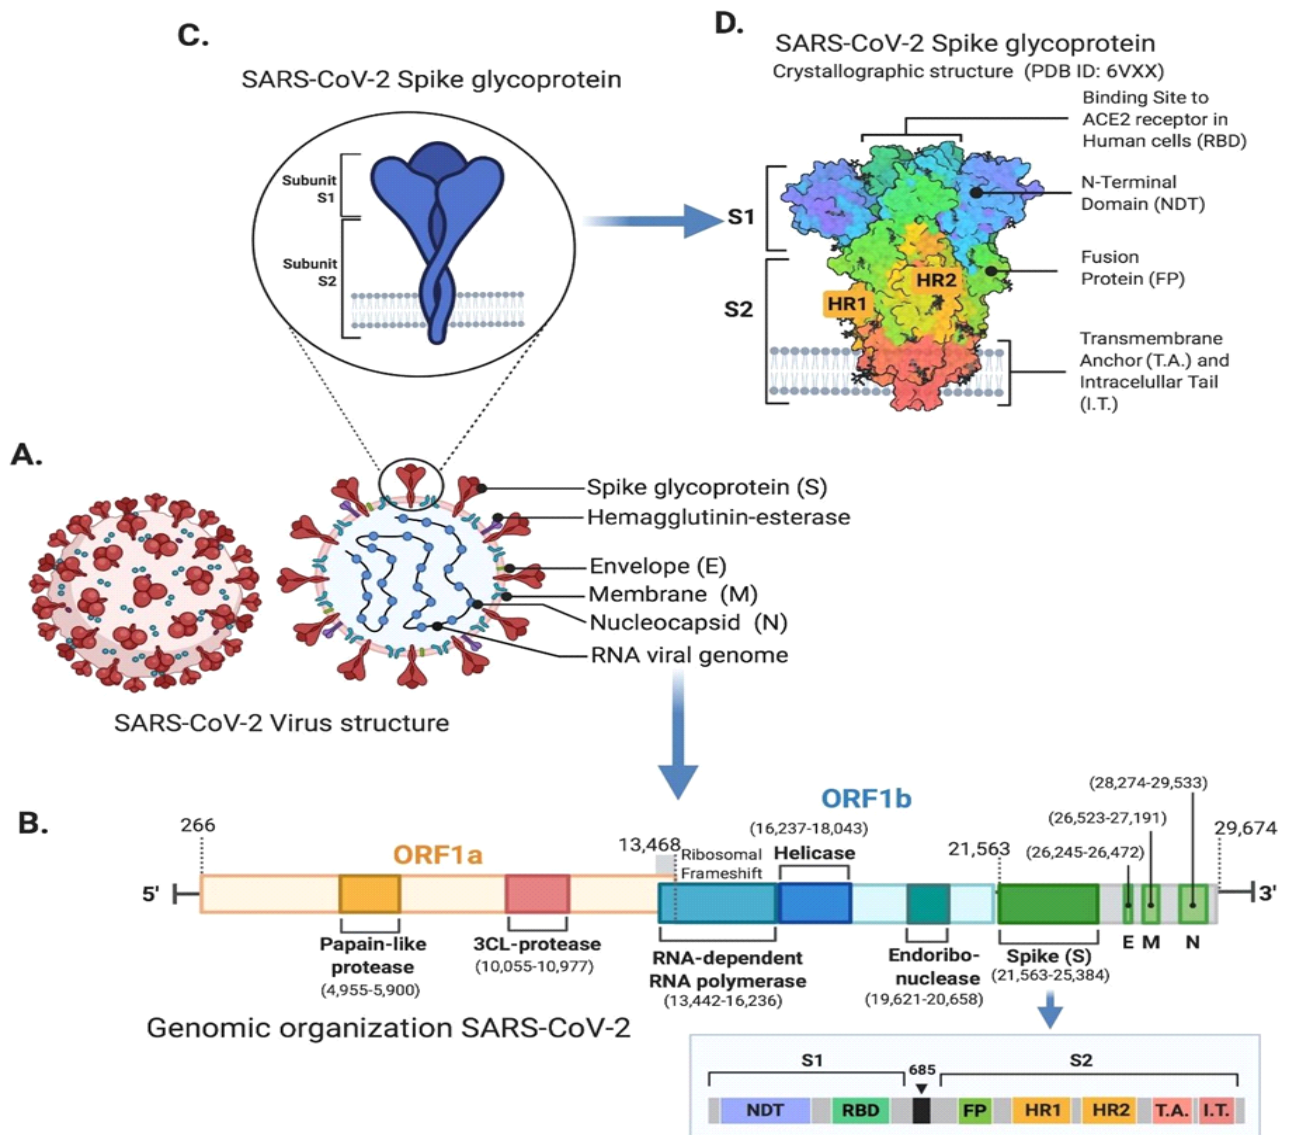 C.
SARS-CoV-2 Spike glycoprotein
Subunit
S1
Subunit
S2
D.
SARS-CoV-2 Spike glycoprotein
Crystallographic structure (PDB ID: 6VXX)
Binding Site to
ACE2 receptor in
Human cells (RBD)
N-Terminal
Domain (NDT)
Fusion
Protein (FP)
Transmembrane
Anchor (T.A.) and
Intracelullar Tail
(I.T.)
S1
S2
HR1
HR2
A.
Spike glycoprotein (S)
Hemagglutinin-esterase
Envelope (E)
Membrane (M)
Nucleocapsid (N)
RNA viral genome
SARS-CoV-2 Virus structure
B.
266
ORF1a
13,468
Ribosomal
Frameshift
ORF1b
(16,237-18,043)
Helicase
21,563
(26,245-26,472)
(26,523-27,191)
(28,274-29,533)
29,674
5'
3'
Papain-like
protease
(4,955-5,900)
3CL-protease
(10,055-10,977)
RNA-dependent
RNA polymerase
(13,442-16,236)
Endoribo-
nuclease
(19,621-20,658)
Spike (S)
(21,563-25,384)
E M N
Genomic organization SARS-CoV-2
S1 685 S2
NDT RBD FP HR1 HR2 T.A. I.T.